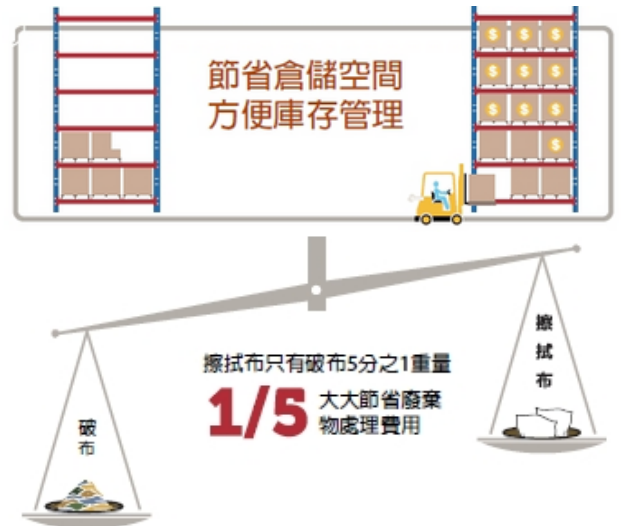 節省倉儲空間
方便庫存管理
$ $ $
$ $ $
$ $ $
$
擦拭布
擦拭布只有破布5分之1重量
1/5 大大節省廢棄
物處理費用
破布